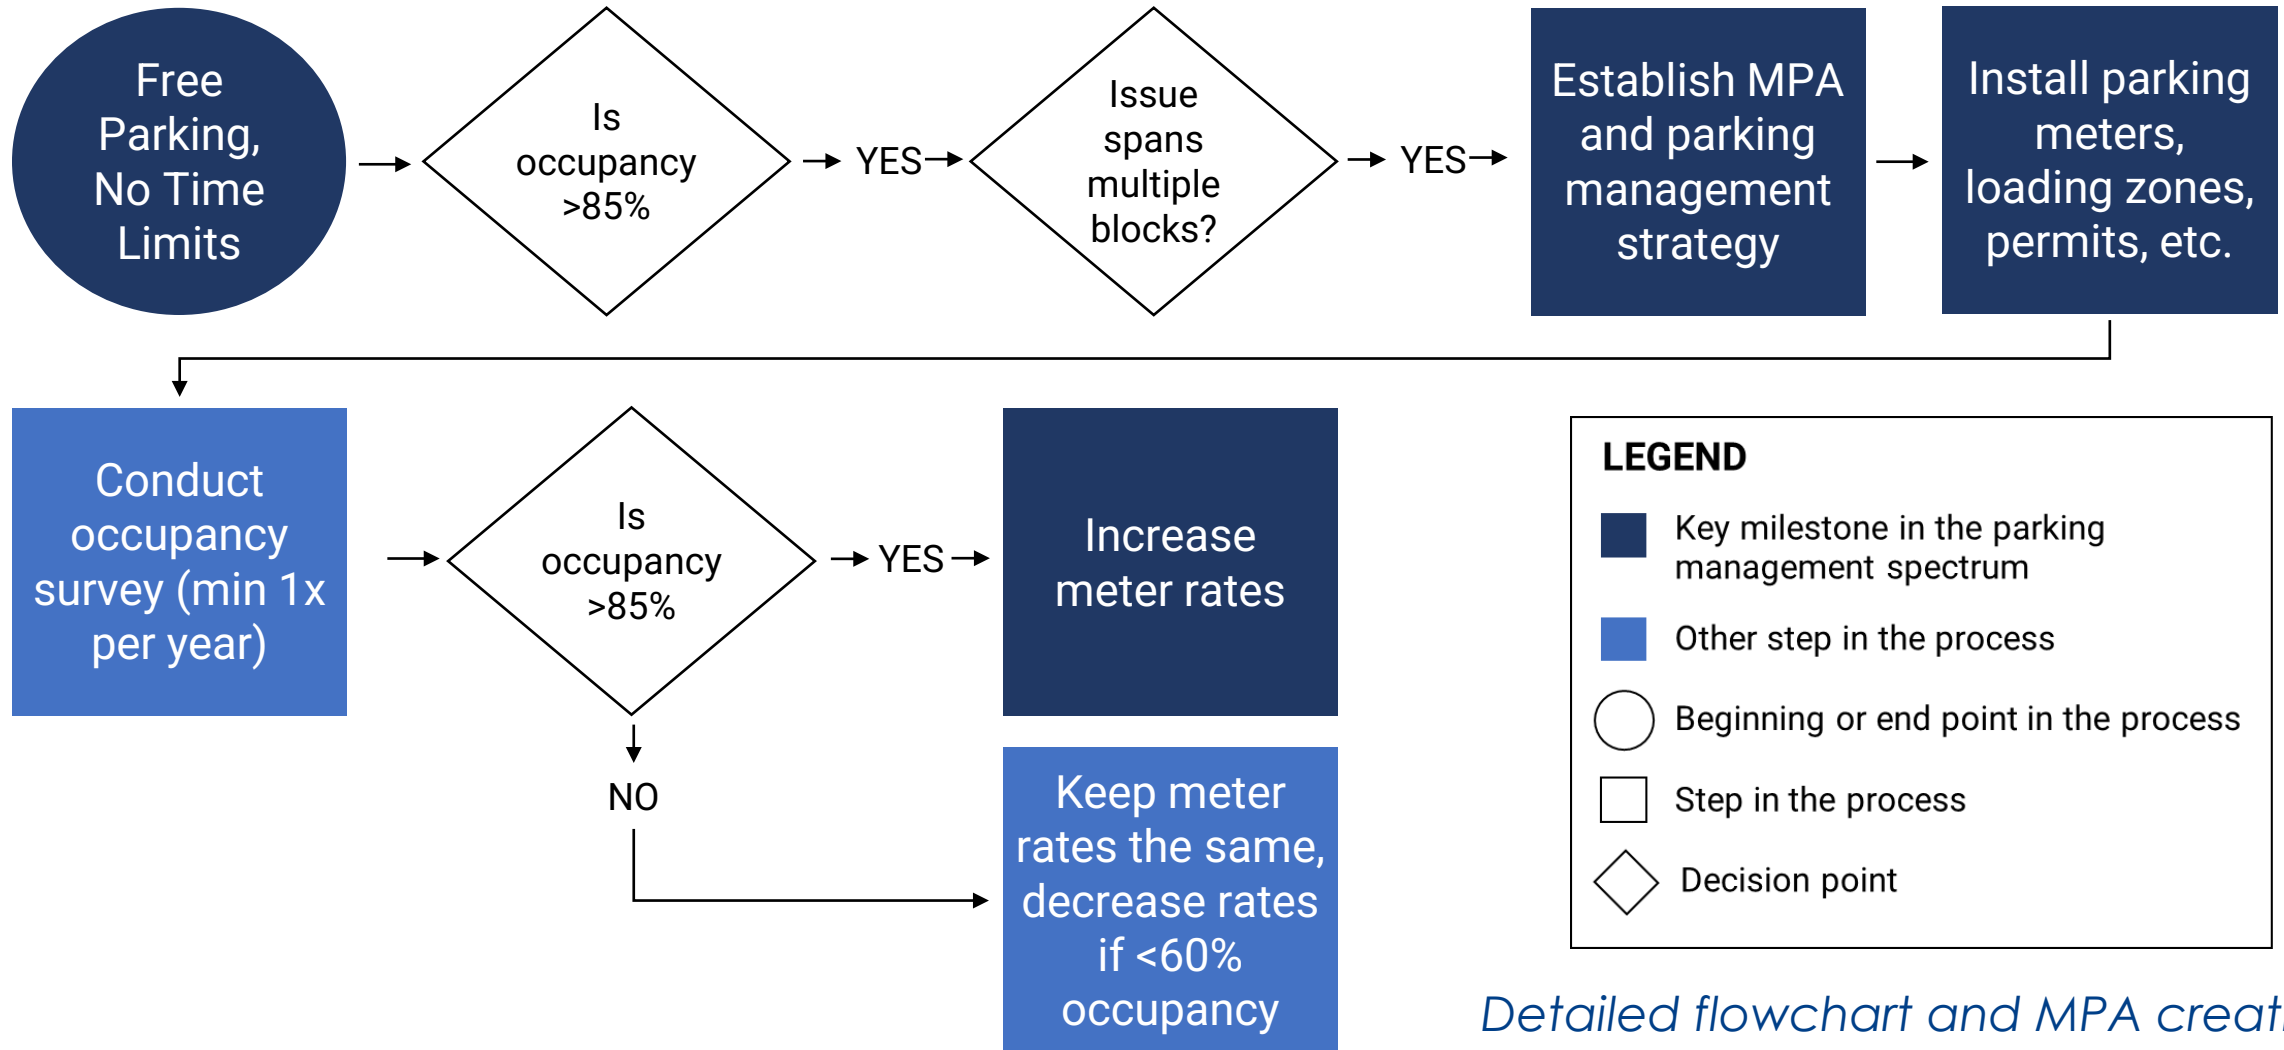 Free
Parking,
No Time
Limits
Is
occupancy
>85%
YES
Issue
spans
multiple
blocks?
YES
Establish MPA
and parking
management
strategy
Install parking
meters,
loading zones,
permits, etc.
Conduct
occupancy
survey (min 1x
per year)
Is
occupancy
>85%
YES
Increase
meter rates
NO
Keep meter
rates the same,
decrease rates
if <60%
occupancy
LEGEND
Key milestone in the parking
management spectrum
Other step in the process
Beginning or end point in the process
Step in the process
Decision point
Detailed flowchart and MPA